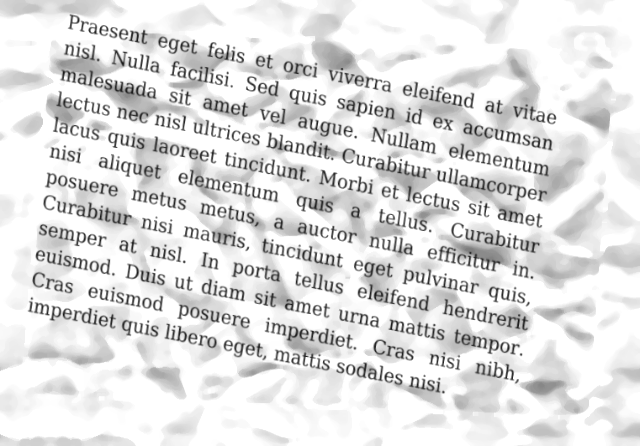 Praesent eget felis et orci viverra eleifend at vitae
nisl. Nulla facilisi. Sed quis sapien id ex accumsan
malesuada sit amet vel augue. Nullam elementum
lectus nec nisl ultrices blandit. Curabitur ullamcorper
lacus quis laoreet tincidunt. Morbi et lectus sit amet
nisi aliquet elementum quis a tellus. Curabitur
posuere metus metus, a auctor nulla efficitur in.
Curabitur nisi mauris, tincidunt eget pulvinar quis,
semper at nisl. In porta tellus eleifend hendrerit
euismod. Duis ut diam sit amet urna mattis tempor.
Cras euismod posuere imperdiet. Cras nisi nibh,
imperdiet quis libero eget, mattis sodales nisi.